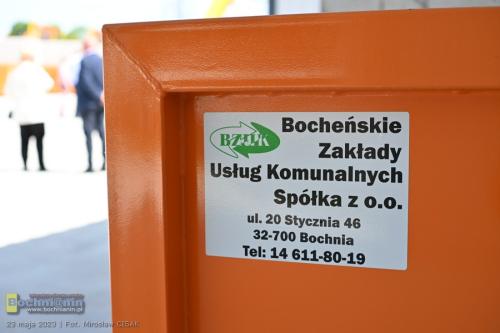 BZUK
Bocheńskie
Zakłady
Usług Komunalnych
Spółka z o.o.
ul. 20 Stycznia 46
32-700 Bochnia
Tel: 14 611-80-19
Bochnianin
www.bochnianin.pl
29 maja 2023 | Fot. Mirosław CISAK